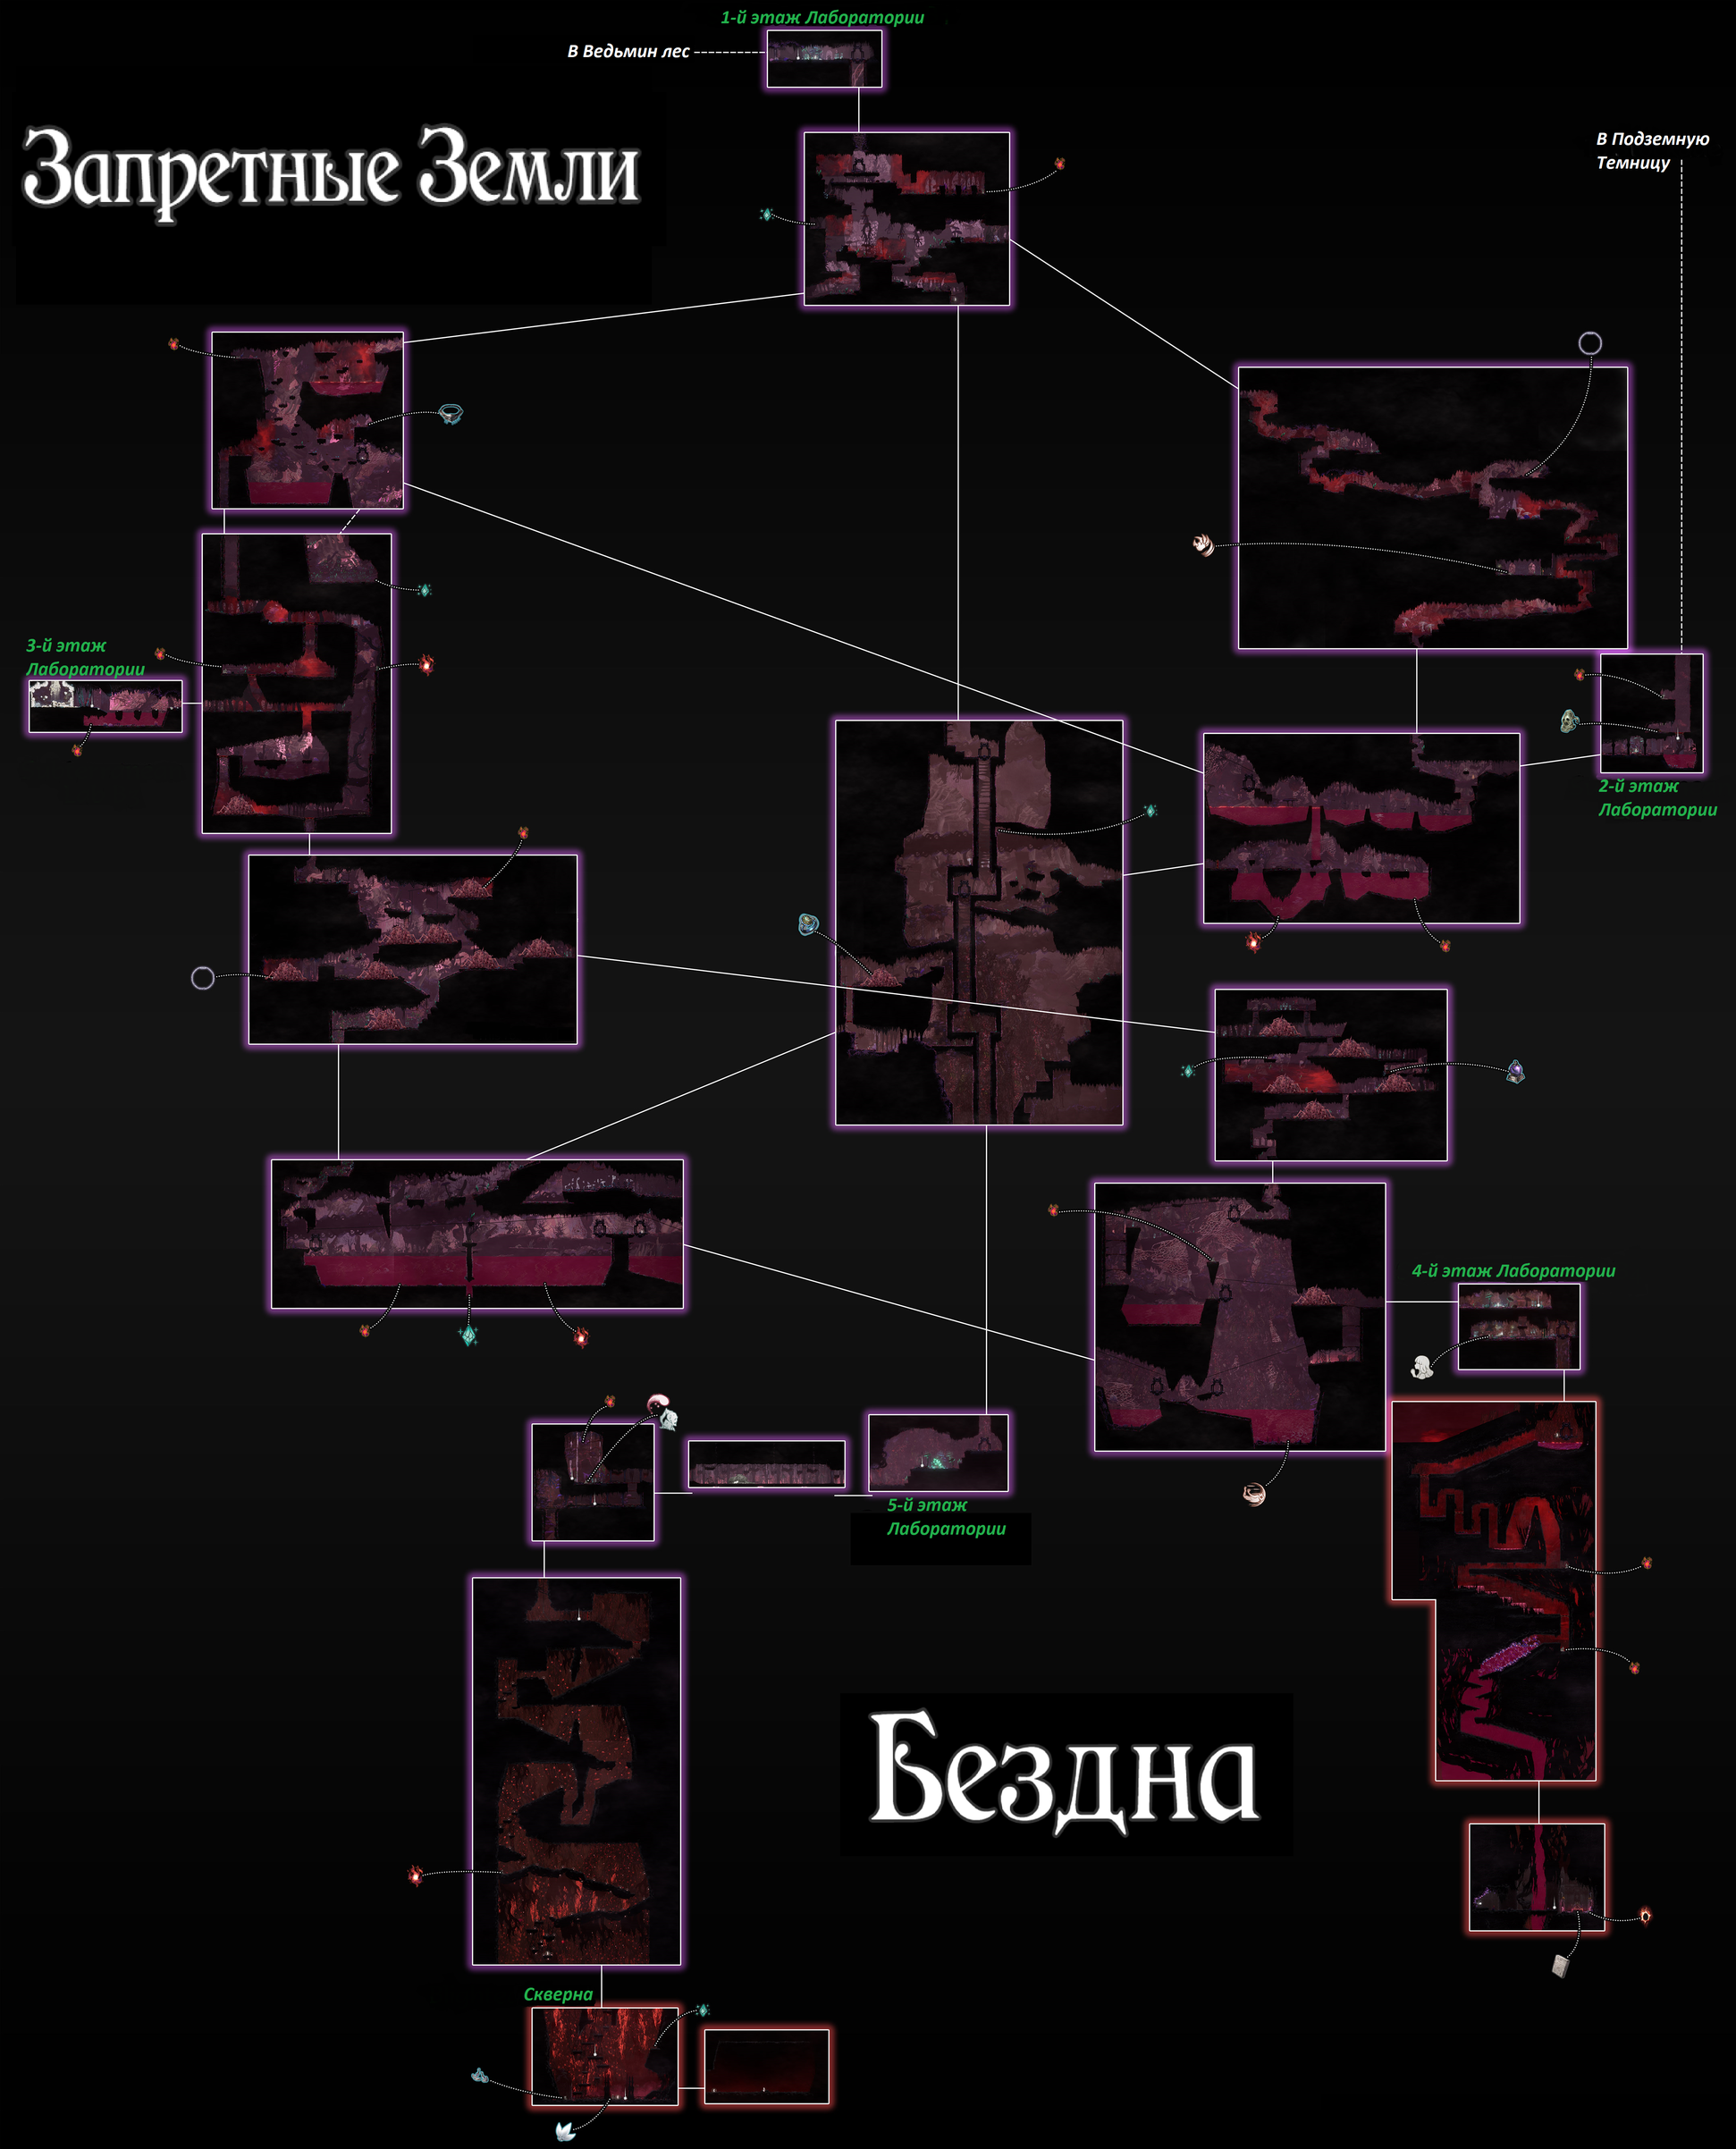 1-й этаж Лаборатории
В Ведьмин лес
Запретные Земли
В Подземную
Темницу
3-й этаж
Лаборатории
2-й этаж
Лаборатории
4-й этаж Лаборатории
5-й этаж
Лаборатории
Бездна
Скверна